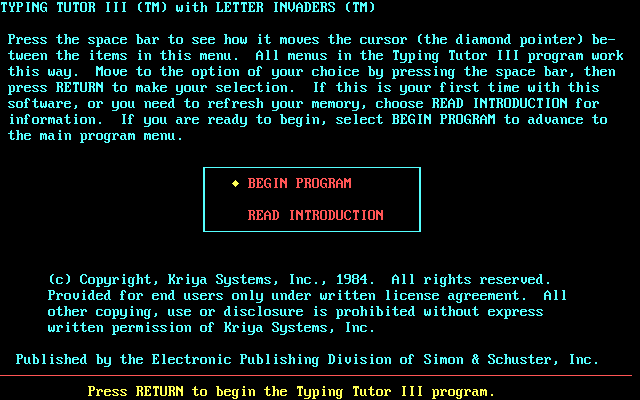 TYPING TUTOR III (TM) with LETTER INVADERS (TM)
Press the space bar to see how it moves the cursor (the diamond pointer) be-
tween the items in this menu.  All menus in the Typing Tutor III program work
this way.  Move to the option of your choice by pressing the space bar, then
press RETURN to make your selection.  If this is your first time with this
software, or you need to refresh your memory, choose READ INTRODUCTION for
information.  If you are ready to begin, select BEGIN PROGRAM to advance to
the main program menu.
♦ BEGIN PROGRAM
READ INTRODUCTION
(c) Copyright, Kriya Systems, Inc., 1984.  All rights reserved.
Provided for end users only under written license agreement.  All
other copying, use or disclosure is prohibited without express
written permission of Kriya Systems, Inc.
Published by the Electronic Publishing Division of Simon & Schuster, Inc.
Press RETURN to begin the Typing Tutor III program.